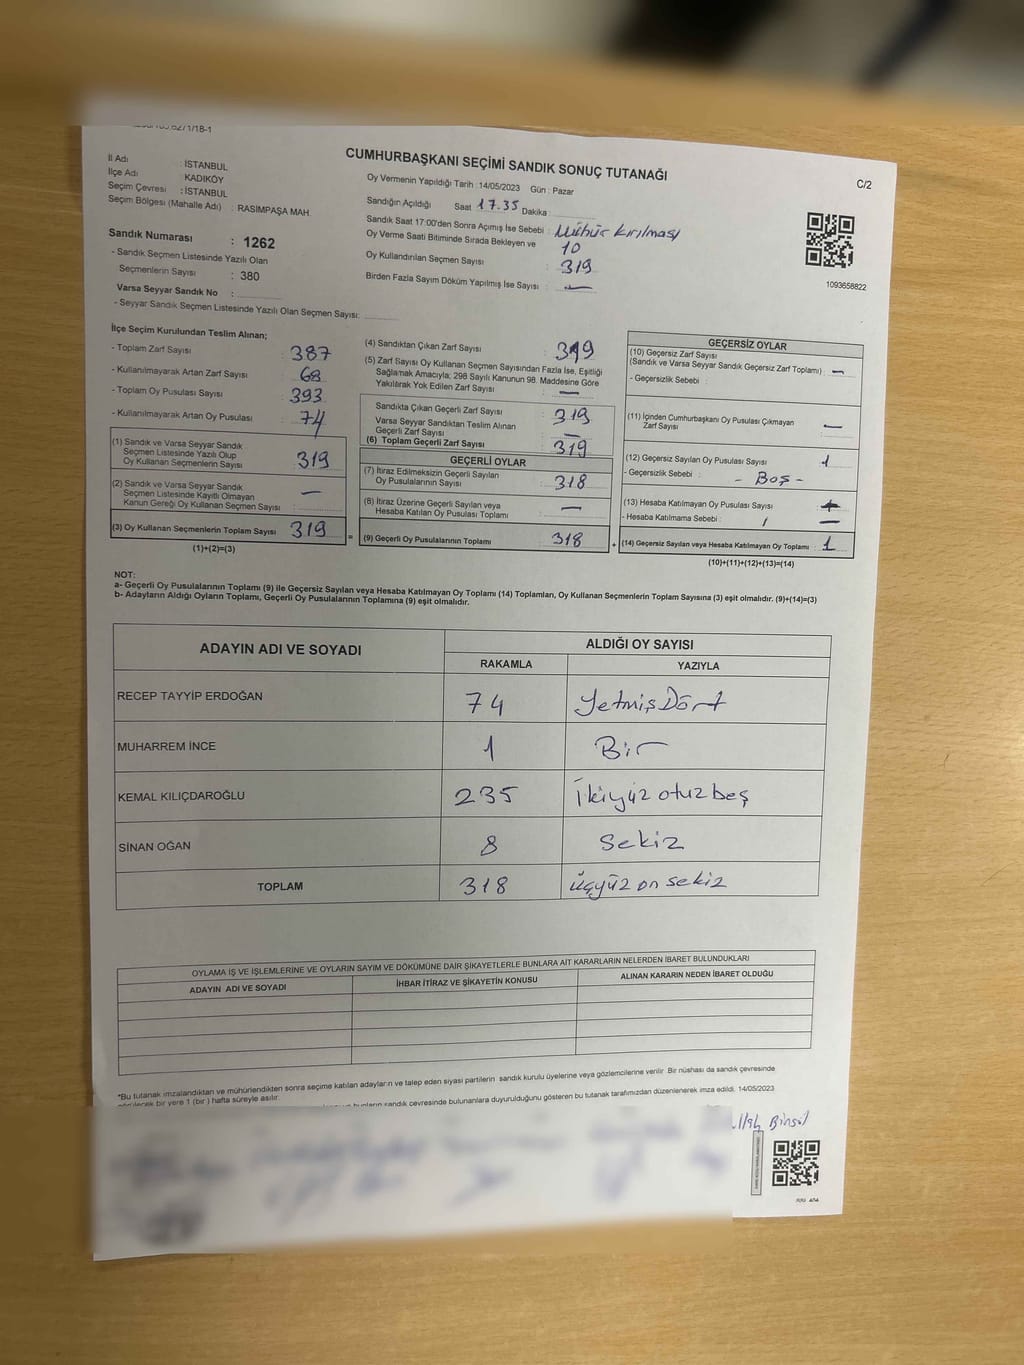 CUMHURBAŞKANI SEÇİMİ SANDIK SONUÇ TUTANAĞI
C/2
İl Adı : İSTANBUL
İlçe Adı : KADIKÖY
Seçim Çevresi : İSTANBUL
Seçim Bölgesi (Mahalle Adı) : RASIMPAŞA MAH.
Sandık Numarası : 1262
- Sandık Seçmen Listesinde Yazılı Olan
Seçmenlerin Sayısı : 380
Varsa Seyyar Sandık No :
- Seyyar Sandık Seçmen Listesinde Yazılı Olan Seçmen Sayısı:
Oy Vermenin Yapıldığı Tarih : 14/05/2023 Gün : Pazar
Sandığın Açıldığı Saat 17.35 Dakika :
Sandık Saat 17:00'den Sonra Açımış İse Sebebi : Mühür kırılması
Oy Verme Saati Bitiminde Sırada Bekleyen ve 10
Oy Kullandırılan Seçmen Sayısı : 319
Birden Fazla Sayım Döküm Yapılmış İse Sayısı : —
1093658822
İlçe Seçim Kurulundan Teslim Alınan;
- Toplam Zarf Sayısı : 387
- Kullanılmayarak Artan Zarf Sayısı : 68
- Toplam Oy Pusulası Sayısı : 393
- Kullanılmayarak Artan Oy Pusulası : 74
(1) Sandık ve Varsa Seyyar Sandık
Seçmen Listesinde Yazılı Olup
Oy Kullanan Seçmenlerin Sayısı : 319
(2) Sandık ve Varsa Seyyar Sandık
Seçmen Listesinde Kayıtlı Olmayan
Kanun Gereği Oy Kullanan Seçmen Sayısı : —
(3) Oy Kullanan Seçmenlerin Toplam Sayısı : 319
(1)+(2)=(3)
(4) Sandıktan Çıkan Zarf Sayısı : 319
(5) Zarf Sayısı Oy Kullanan Seçmen Sayısından Fazla İse, Eşitliği
Sağlamak Amacıyla; 298 Sayılı Kanunun 98. Maddesine Göre
Yakılarak Yok Edilen Zarf Sayısı : —
Sandıkta Çıkan Geçerli Zarf Sayısı : 319
Varsa Seyyar Sandıktan Teslim Alınan
Geçerli Zarf Sayısı : —
(6) Toplam Geçerli Zarf Sayısı : 319
GEÇERLİ OYLAR
(7) İtiraz Edilmeksizin Geçerli Sayılan
Oy Pusulalarının Sayısı : 318
(8) İtiraz Üzerine Geçerli Sayılan veya
Hesaba Katılan Oy Pusulası Toplamı : —
= (9) Geçerli Oy Pusulalarının Toplamı : 318
GEÇERSİZ OYLAR
(10) Geçersiz Zarf Sayısı
(Sandık ve Varsa Seyyar Sandık Geçersiz Zarf Toplamı) : —
- Geçersizlik Sebebi :
(11) İçinden Cumhurbaşkanı Oy Pusulası Çıkmayan
Zarf Sayısı : —
(12) Geçersiz Sayılan Oy Pusulası Sayısı : 1
- Geçersizlik Sebebi : - Boş -
(13) Hesaba Katılmayan Oy Pusulası Sayısı :
- Hesaba Katılmama Sebebi : —
+ (14) Geçersiz Sayılan veya Hesaba Katılmayan Oy Toplamı : 1
(10)+(11)+(12)+(13)=(14)
NOT:
a- Geçerli Oy Pusulalarının Toplamı (9) ile Geçersiz Sayılan veya Hesaba Katılmayan Oy Toplamı (14) Toplamları, Oy Kullanan Seçmenlerin Toplam Sayısına (3) eşit olmalıdır. (9)+(14)=(3)
b- Adayların Aldığı Oyların Toplamı, Geçerli Oy Pusulalarının Toplamına (9) eşit olmalıdır.
ADAYIN ADI VE SOYADI ALDIĞI OY SAYISI
RAKAMLA YAZIYLA
RECEP TAYYİP ERDOĞAN 74 YetmişDört
MUHARREM İNCE 1 Bir
KEMAL KILIÇDAROĞLU 235 İkiyüz otuz beş
SİNAN OĞAN 8 Sekiz
TOPLAM 318 üçyüz on sekiz
OYLAMA İŞ VE İŞLEMLERİNE VE OYLARIN SAYIM VE DÖKÜMÜNE DAİR ŞİKAYETLERLE BUNLARA AİT KARARLARIN NELERDEN İBARET BULUNDUKLARI
ADAYIN ADI VE SOYADI İHBAR İTİRAZ VE ŞİKAYETİN KONUSU ALINAN KARARIN NEDEN İBARET OLDUĞU
*Bu tutanak imzalandıktan ve mühürlendikten sonra seçime katılan adayların ve talep eden siyasi partilerin sandık kurulu üyelerine veya gözlemcilerine verilir. Bir nüshası da sandık çevresinde
bir yere 1 (bir) hafta süreyle asılır.
sandık çevresinde bulunanlara duyurulduğunu gösteren bu tutanak tarafımızdan düzenlenerek imza edildi. 14/05/2023